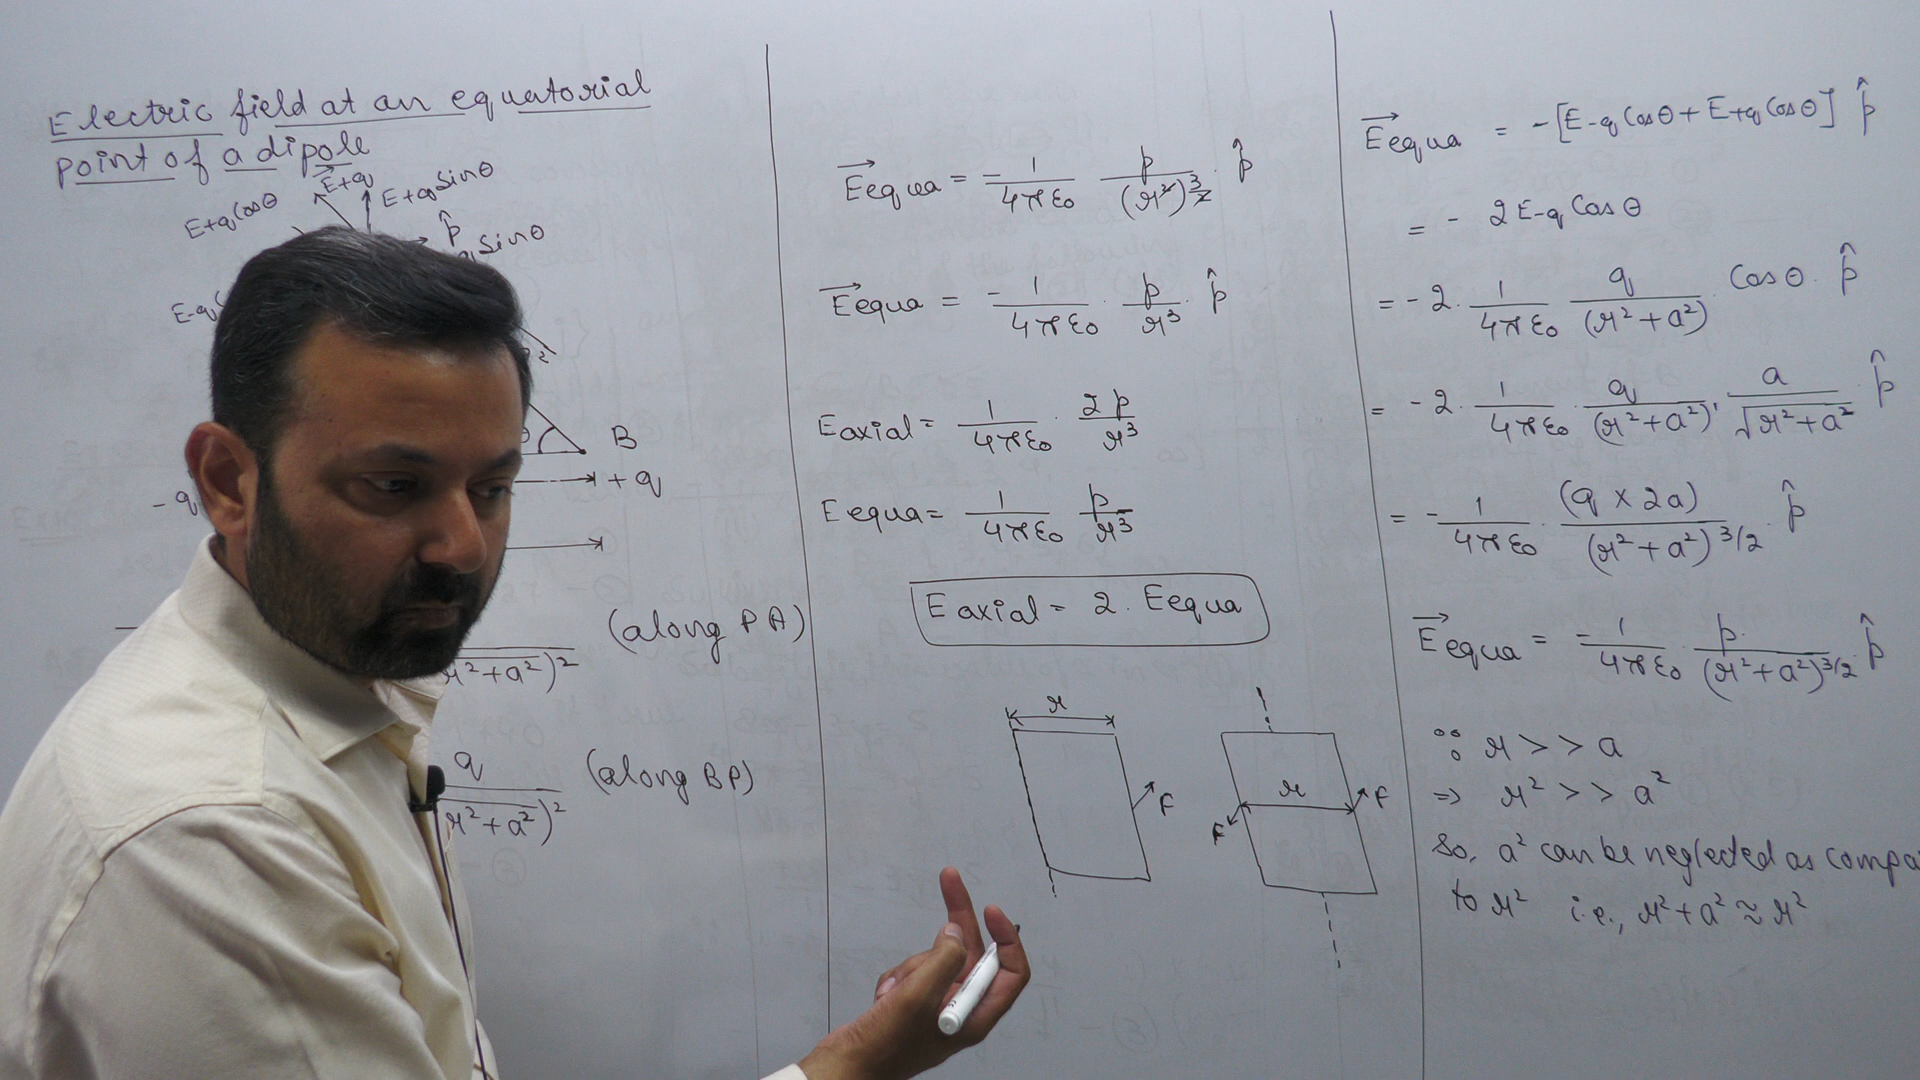 Electric field at an equatorial
point of a dipole
E+q
E+q Sinθ
E+q Cosθ
p̂
Sinθ
E-q
θ
B
-q
+q
(along PA)
r²+a²)²
q
(along BP)
r²+a²)²
E⃗equa = -1/4πε₀ p/(r²)^3/2 . p̂
E⃗equa = -1/4πε₀ . p/r³ . p̂
Eaxial = 1/4πε₀ . 2p/r³
Eequa = 1/4πε₀ p/r³
Eaxial = 2. Eequa
r
F
r
F
F
E⃗equa = -[E-q Cosθ + E+q Cosθ] p̂
= - 2E-q Cosθ
= -2. 1/4πε₀ q/(r²+a²) . Cosθ. p̂
= -2. 1/4πε₀ . q/(r²+a²) . a/√r²+a² . p̂
= -1/4πε₀ . (q × 2a)/(r²+a²)^3/2 . p̂
E⃗equa = -1/4πε₀ . p/(r²+a²)^3/2 p̂
∵ r >> a
⇒ r² >> a²
So, a² can be neglected as compa
to r² i.e., r²+a² ≈ r²